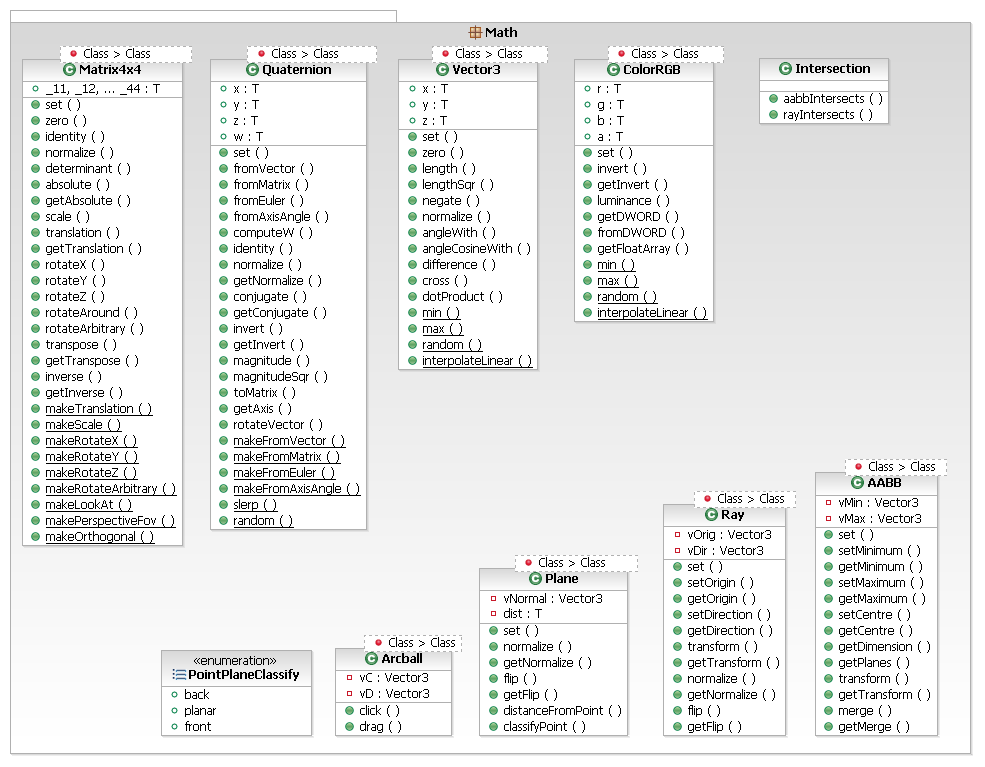 Math
Class > Class
Matrix4x4
_11, _12, ... _44 : T
set ( )
zero ( )
identity ( )
normalize ( )
determinant ( )
absolute ( )
getAbsolute ( )
scale ( )
translation ( )
getTranslation ( )
rotateX ( )
rotateY ( )
rotateZ ( )
rotateAround ( )
rotateArbitrary ( )
transpose ( )
getTranspose ( )
inverse ( )
getInverse ( )
makeTranslation ( )
makeScale ( )
makeRotateX ( )
makeRotateY ( )
makeRotateZ ( )
makeRotateArbitrary ( )
makeLookAt ( )
makePerspectiveFov ( )
makeOrthogonal ( )
Class > Class
Quaternion
x : T
y : T
z : T
w : T
set ( )
fromVector ( )
fromMatrix ( )
fromEuler ( )
fromAxisAngle ( )
computeW ( )
identity ( )
normalize ( )
getNormalize ( )
conjugate ( )
getConjugate ( )
invert ( )
getInvert ( )
magnitude ( )
magnitudeSqr ( )
toMatrix ( )
getAxis ( )
rotateVector ( )
makeFromVector ( )
makeFromMatrix ( )
makeFromEuler ( )
makeFromAxisAngle ( )
slerp ( )
random ( )
Class > Class
Vector3
x : T
y : T
z : T
set ( )
zero ( )
length ( )
lengthSqr ( )
negate ( )
normalize ( )
angleWith ( )
angleCosineWith ( )
difference ( )
cross ( )
dotProduct ( )
min ( )
max ( )
random ( )
interpolateLinear ( )
Class > Class
ColorRGB
r : T
g : T
b : T
a : T
set ( )
invert ( )
getInvert ( )
luminance ( )
getDWORD ( )
fromDWORD ( )
getFloatArray ( )
min ( )
max ( )
random ( )
interpolateLinear ( )
Intersection
aabbIntersects ( )
rayIntersects ( )
«enumeration»
PointPlaneClassify
back
planar
front
Class > Class
Arcball
vC : Vector3
vD : Vector3
click ( )
drag ( )
Class > Class
Plane
vNormal : Vector3
dist : T
set ( )
normalize ( )
getNormalize ( )
flip ( )
getFlip ( )
distanceFromPoint ( )
classifyPoint ( )
Class > Class
Ray
vOrig : Vector3
vDir : Vector3
set ( )
setOrigin ( )
getOrigin ( )
setDirection ( )
getDirection ( )
transform ( )
getTransform ( )
normalize ( )
getNormalize ( )
flip ( )
getFlip ( )
Class > Class
AABB
vMin : Vector3
vMax : Vector3
set ( )
setMinimum ( )
getMinimum ( )
setMaximum ( )
getMaximum ( )
setCentre ( )
getCentre ( )
getDimension ( )
getPlanes ( )
transform ( )
getTransform ( )
merge ( )
getMerge ( )